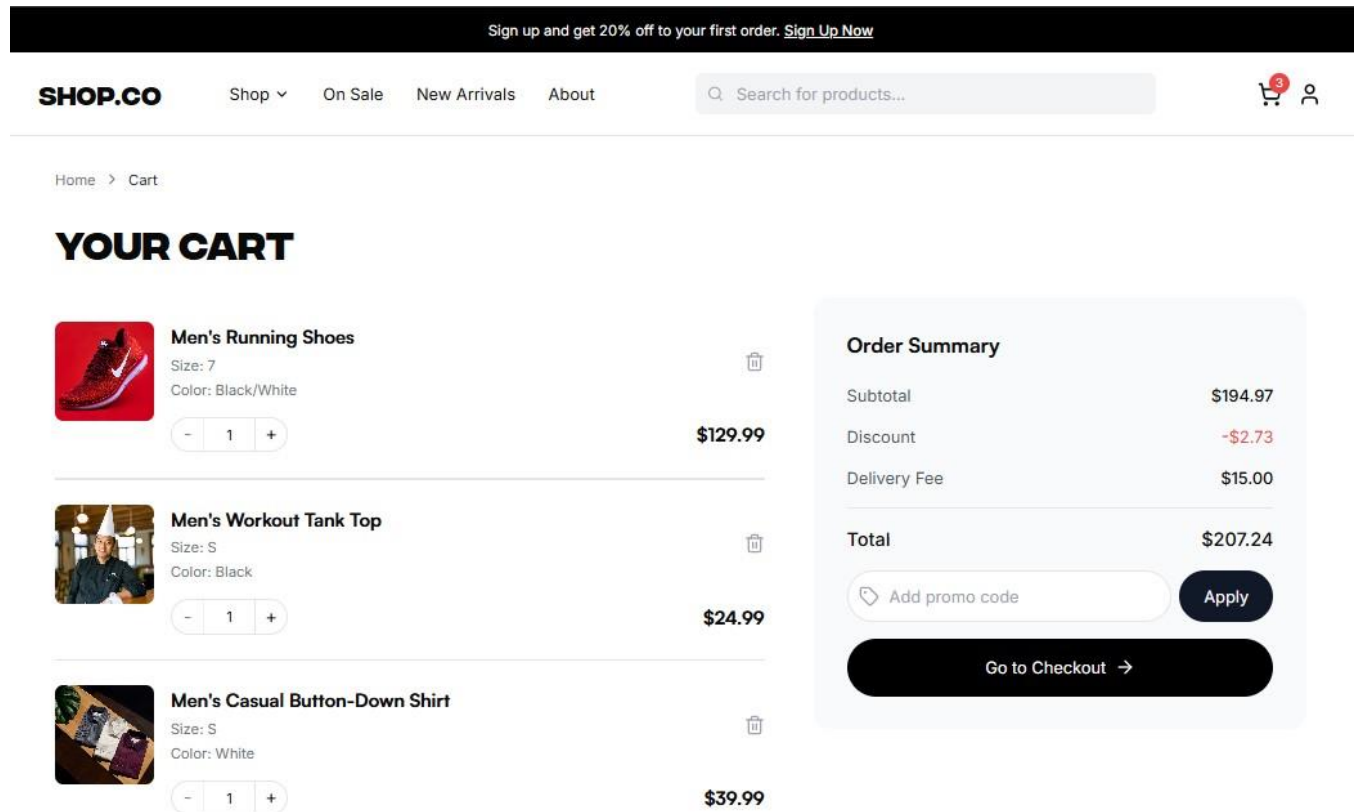 Sign up and get 20% off to your first order. Sign Up Now
SHOP.CO
Shop
On Sale
New Arrivals
About
Search for products...
3
Home > Cart
YOUR CART
Men's Running Shoes
Size: 7
Color: Black/White
- 1 +
$129.99
Men's Workout Tank Top
Size: S
Color: Black
- 1 +
$24.99
Men's Casual Button-Down Shirt
Size: S
Color: White
- 1 +
$39.99
Order Summary
Subtotal $194.97
Discount -$2.73
Delivery Fee $15.00
Total $207.24
Add promo code
Apply
Go to Checkout →